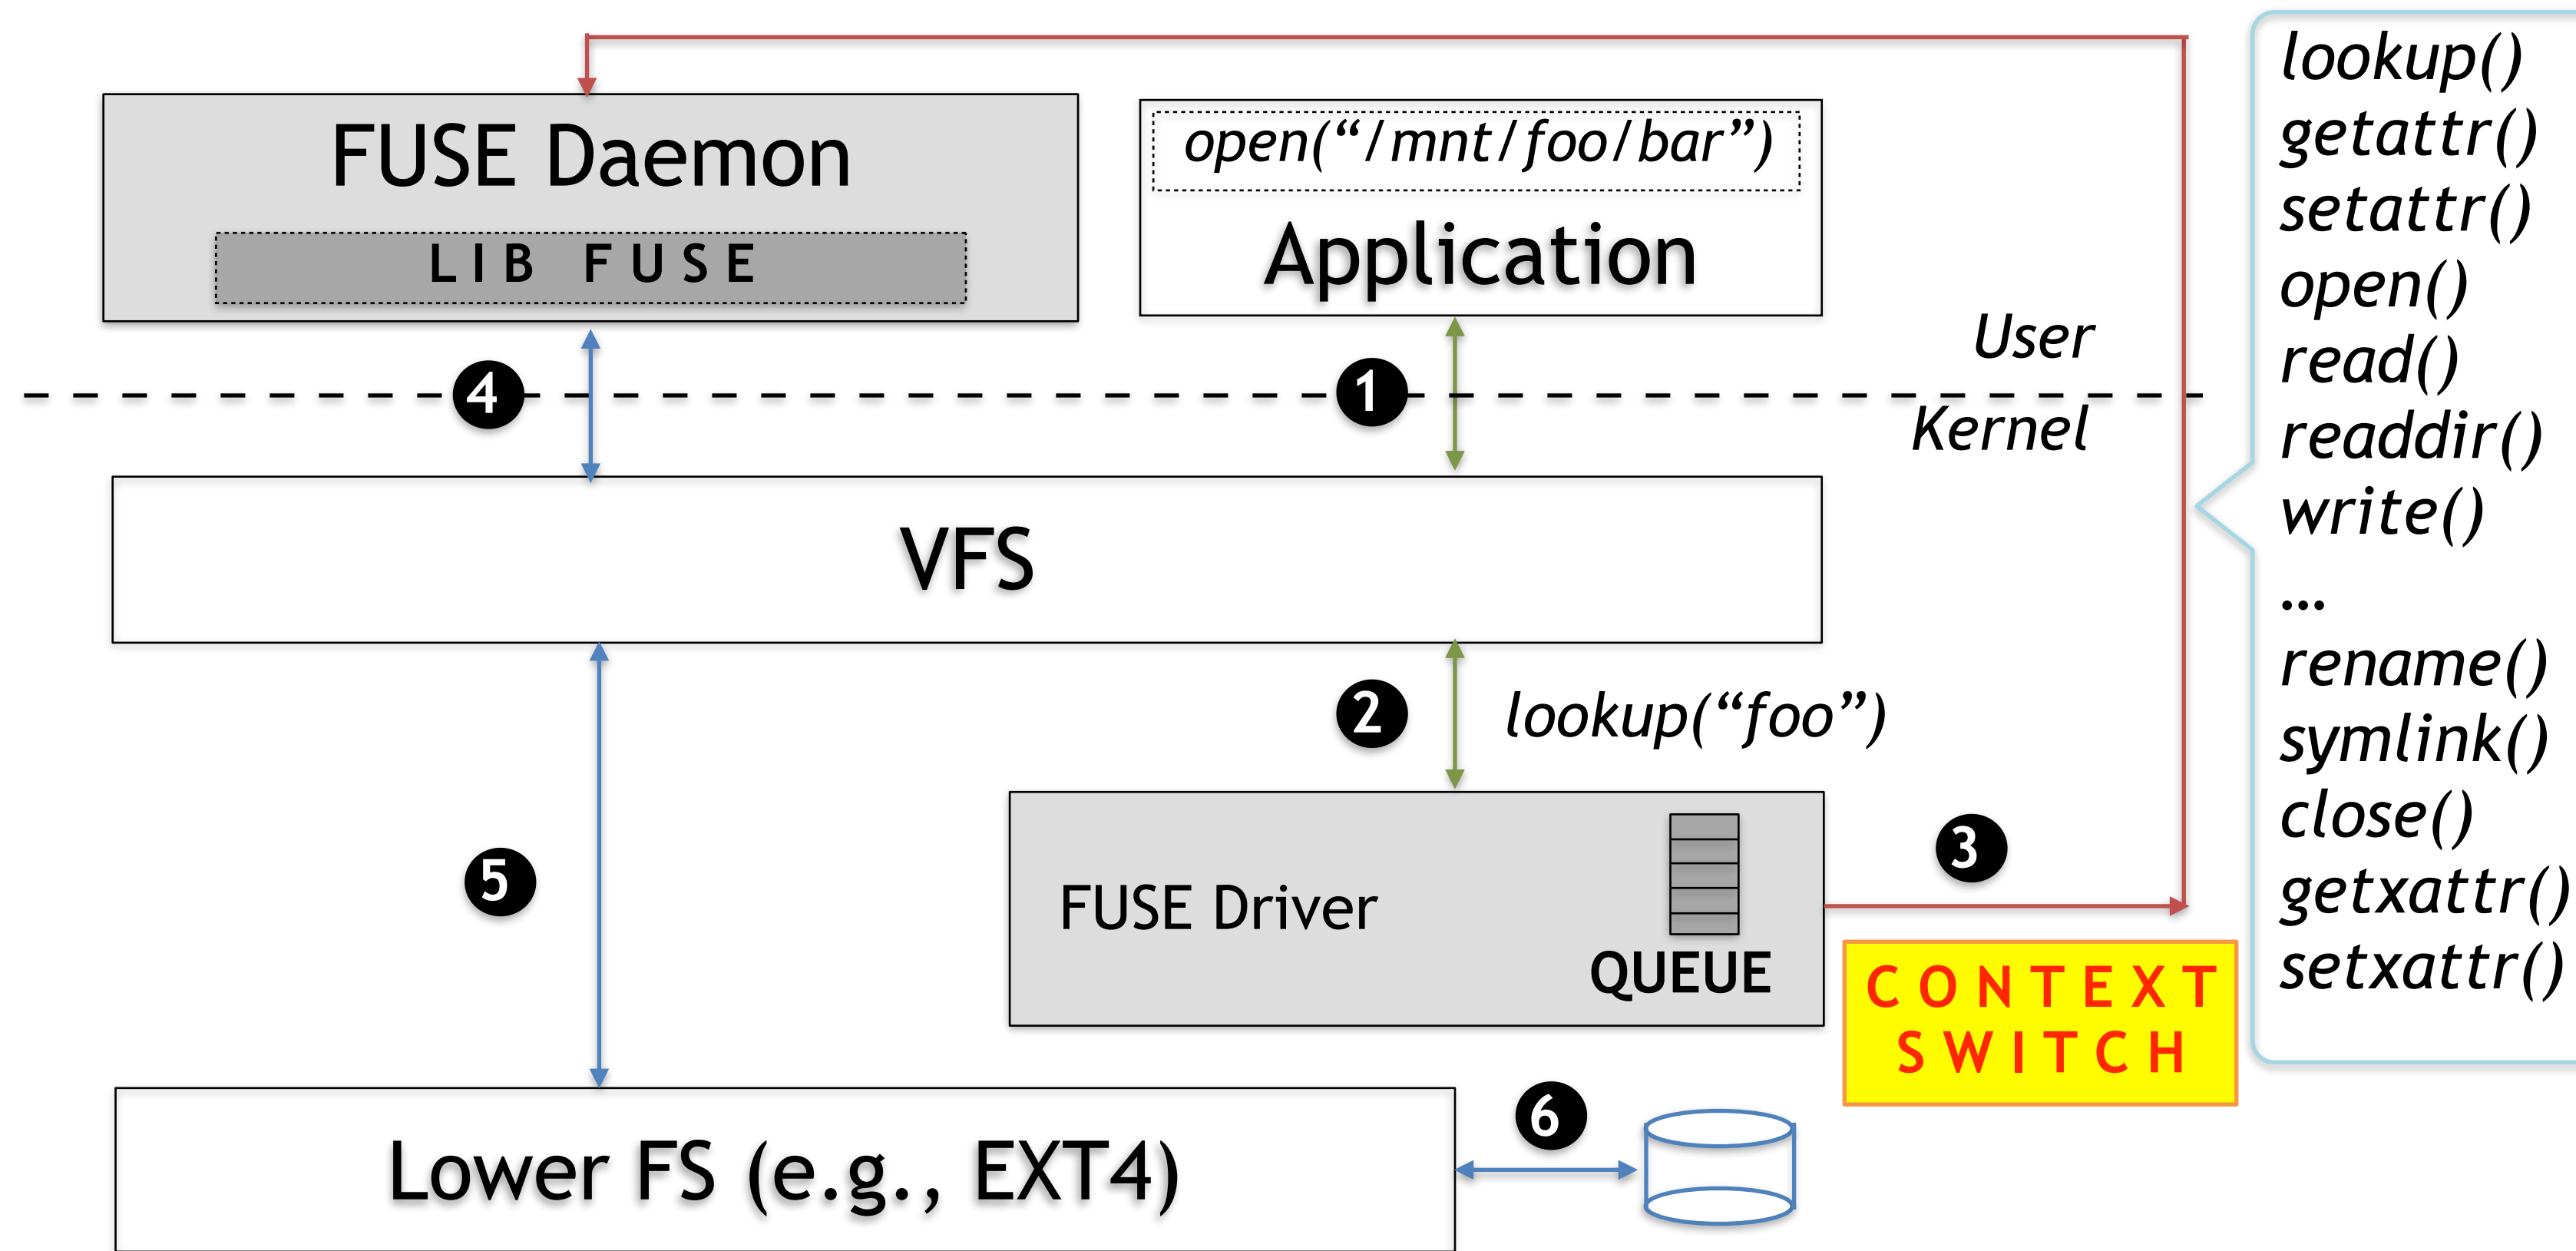 FUSE Daemon
LIB FUSE
open(“/mnt/foo/bar”)
Application
User
4
1
Kernel
VFS
2
lookup(“foo”)
3
5
FUSE Driver
QUEUE
CONTEXT
SWITCH
6
Lower FS (e.g., EXT4)
lookup()
getattr()
setattr()
open()
read()
readdir()
write()
…
rename()
symlink()
close()
getxattr()
setxattr()